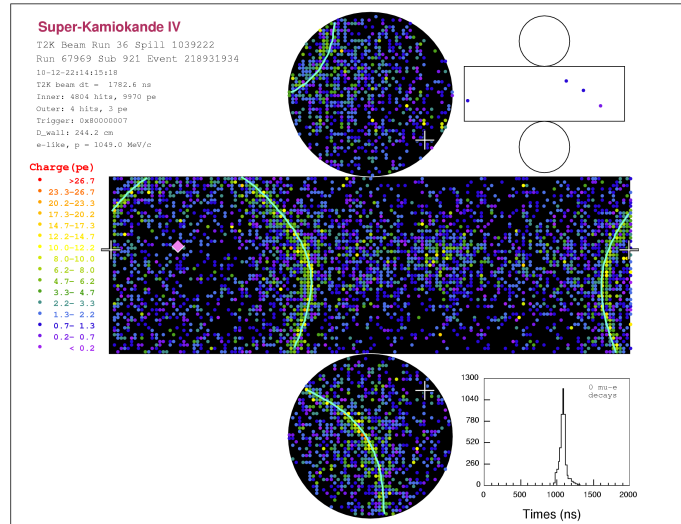 Super-Kamiokande IV
T2K Beam Run 36 Spill 1039222
Run 67969 Sub 921 Event 218931934
10-12-22:14:15:18
T2K beam dt = 1782.6 ns
Inner: 4804 hits, 9970 pe
Outer: 4 hits, 3 pe
Trigger: 0x80000007
D_wall: 244.2 cm
e-like, p = 1049.0 MeV/c
Charge(pe)
>26.7
23.3-26.7
20.2-23.3
17.3-20.2
14.7-17.3
12.2-14.7
10.0-12.2
8.0-10.0
6.2- 8.0
4.7- 6.2
3.3- 4.7
2.2- 3.3
1.3- 2.2
0.7- 1.3
0.2- 0.7
< 0.2
0 mu-e
decays
1300
1040
780
520
260
0
0 500 1000 1500 2000
Times (ns)